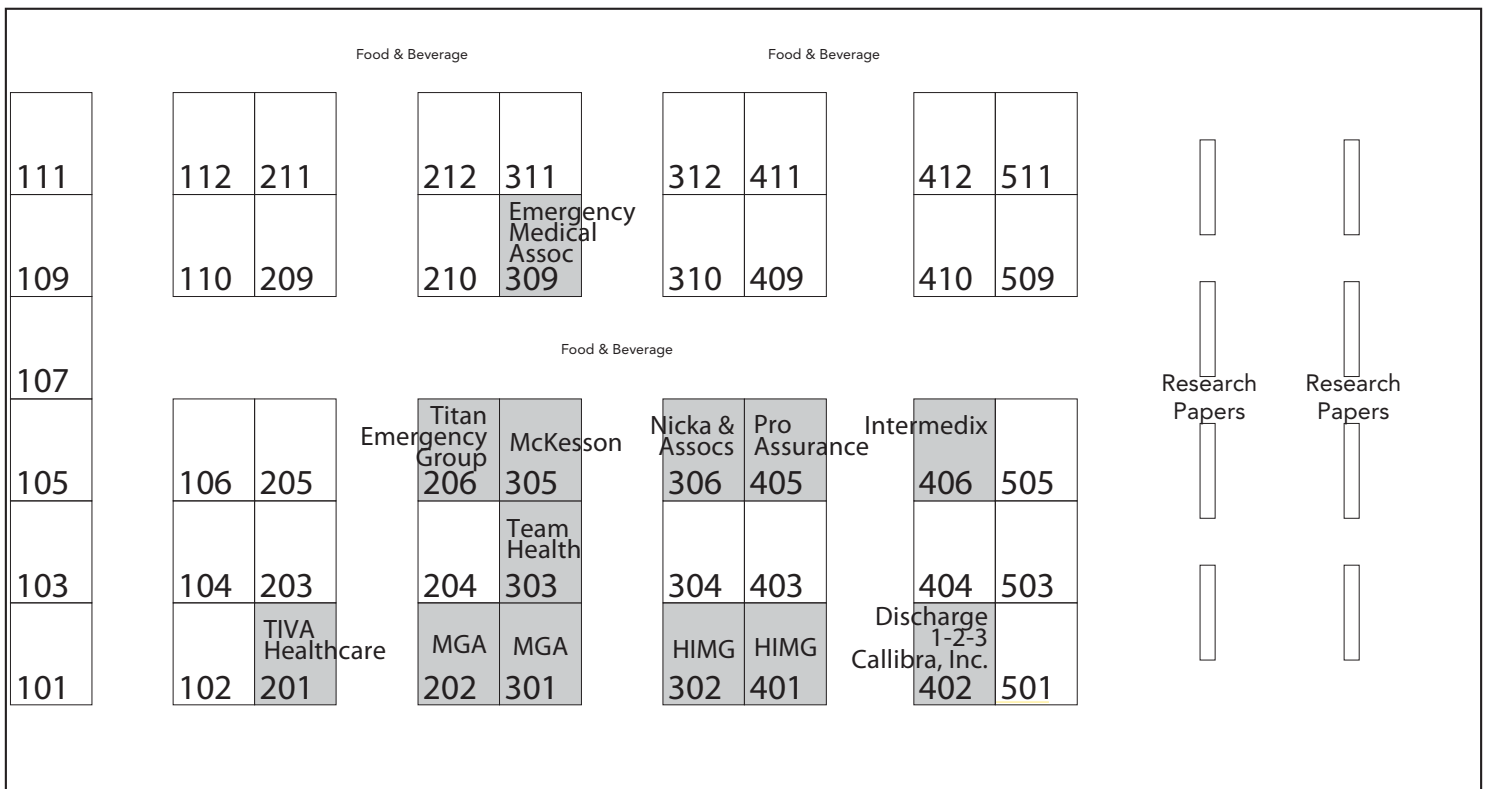 Food & Beverage Food & Beverage
111 112 211 212 311 312 411 412 511
Emergency
Medical
Assoc
109 110 209 210 309 310 409 410 509
Food & Beverage
107
Research Papers
Research Papers
Titan
Emergency
Group
McKesson
Nicka &
Assocs
Pro
Assurance
Intermedix
105 106 205 206 305 306 405 406 505
Team
Health
103 104 203 204 303 304 403 404 503
TIVA
Healthcare
MGA
MGA
HIMG
HIMG
Discharge
1-2-3
Callibra, Inc.
101 102 201 202 301 302 401 402 501